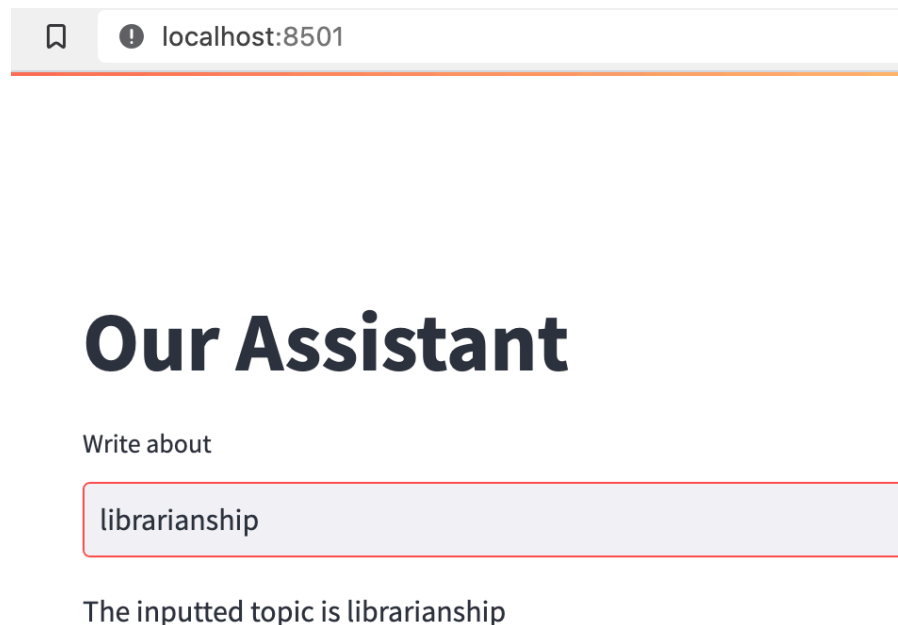 localhost:8501
Our Assistant
Write about
librarianship
The inputted topic is librarianship